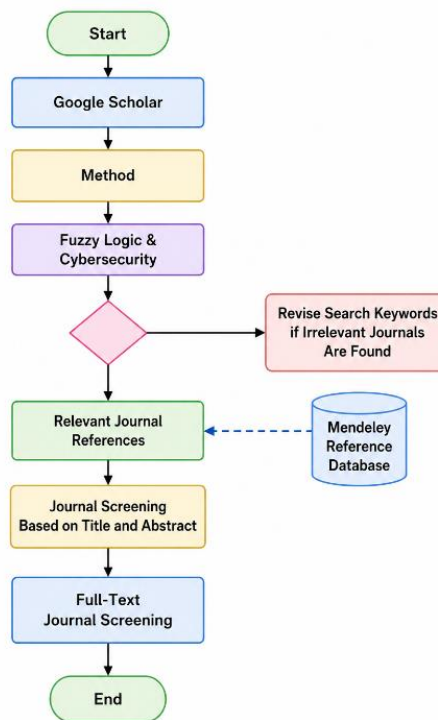 Start
Google Scholar
Method
Fuzzy Logic &
Cybersecurity
Revise Search Keywords
if Irrelevant Journals
Are Found
Relevant Journal
References
Mendeley
Reference
Database
Journal Screening
Based on Title and Abstract
Full-Text
Journal Screening
End